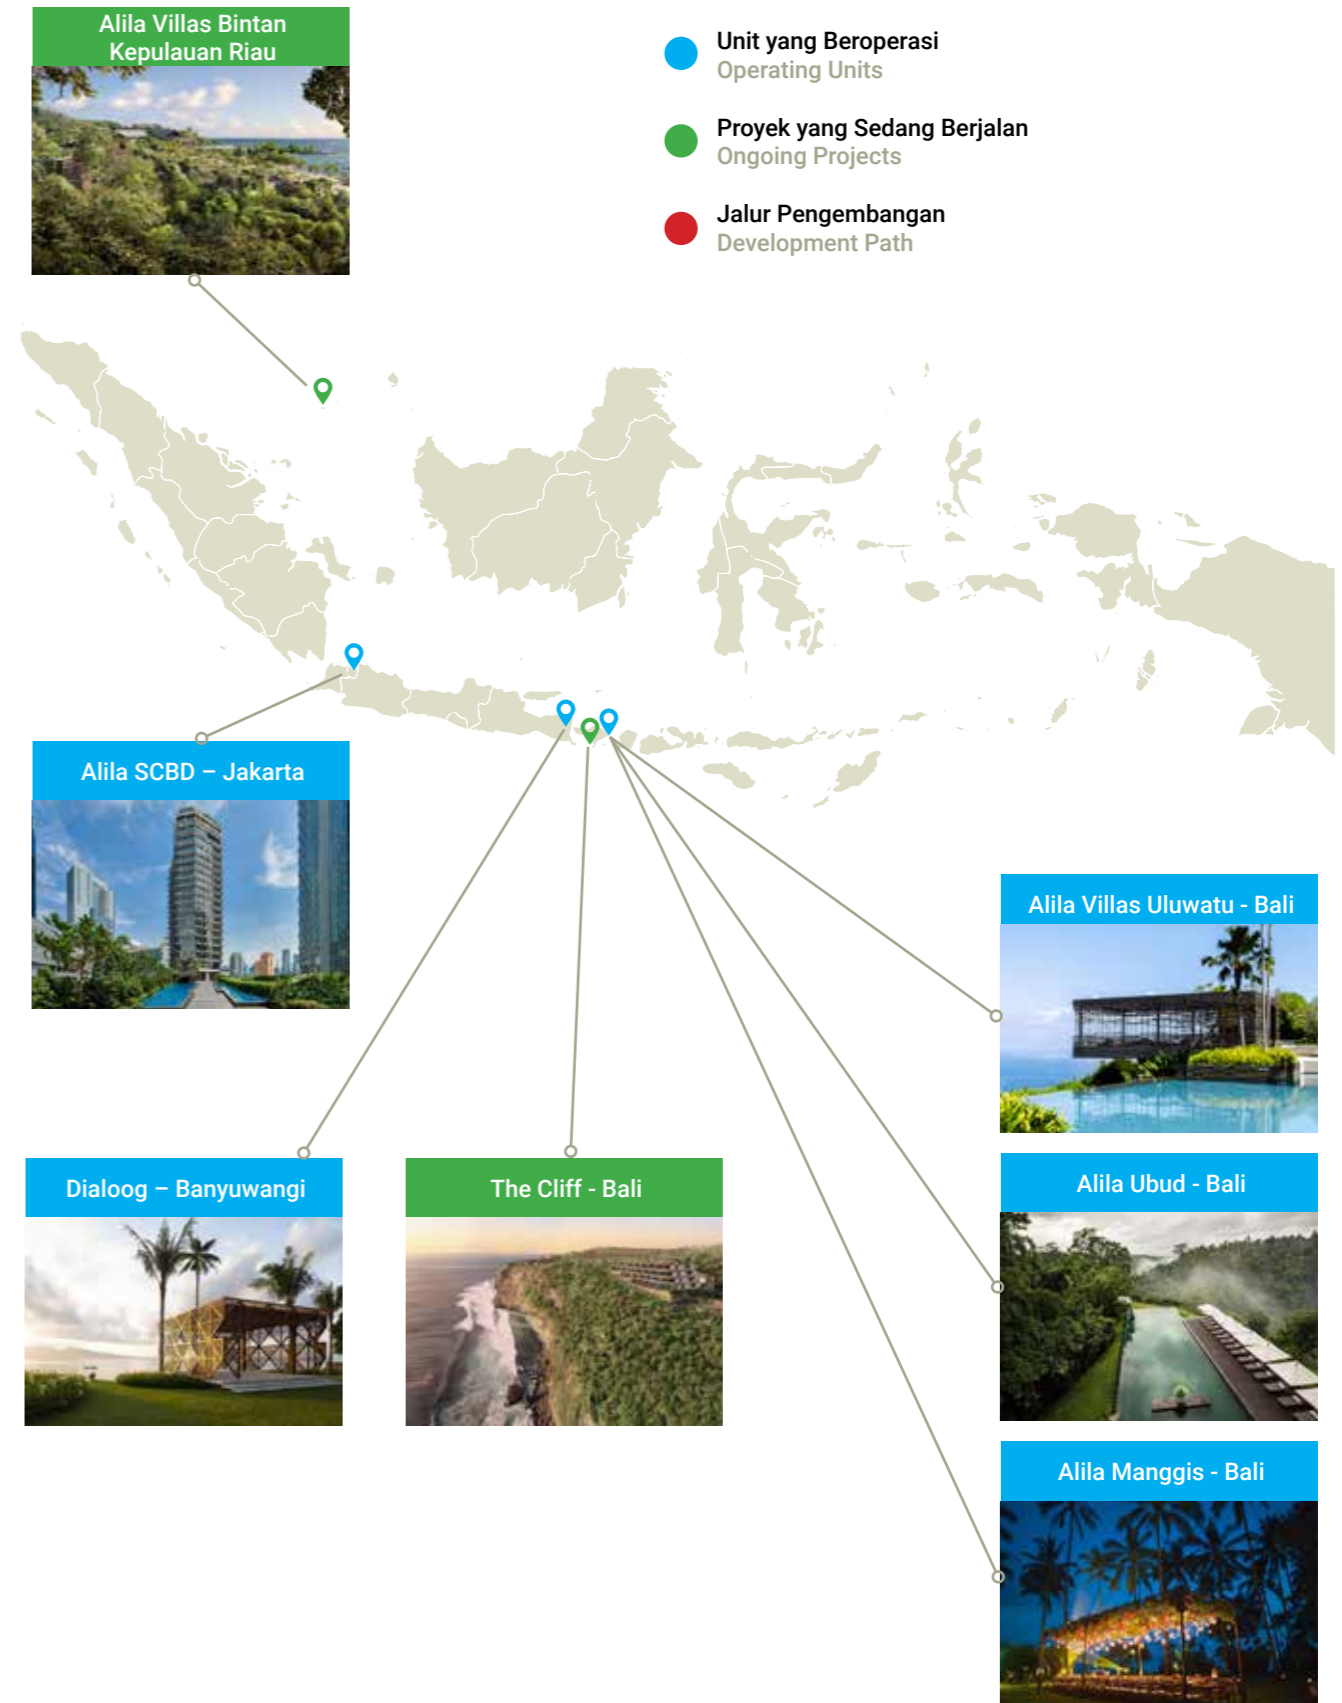 Alila Villas Bintan
Kepulauan Riau
Unit yang Beroperasi
Operating Units
Proyek yang Sedang Berjalan
Ongoing Projects
Jalur Pengembangan
Development Path
Alila SCBD – Jakarta
Alila Villas Uluwatu - Bali
Dialoog – Banyuwangi
The Cliff - Bali
Alila Ubud - Bali
Alila Manggis - Bali